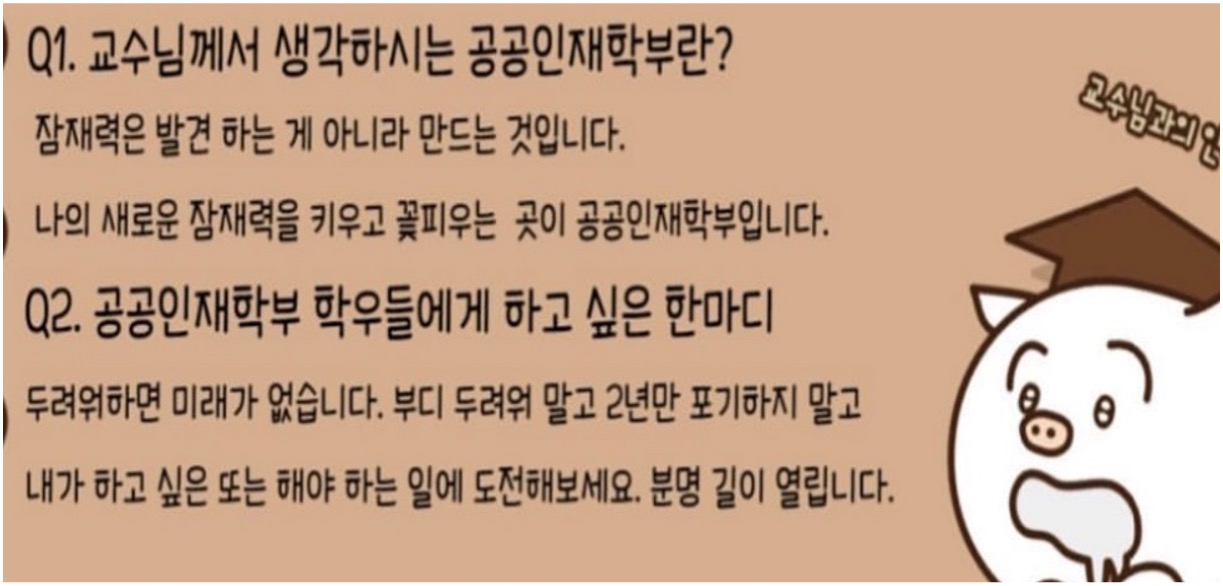 Q1. 교수님께서 생각하시는 공공인재학부란?
교수님과의
잠재력은 발견 하는 게 아니라 만드는 것입니다.
나의 새로운 잠재력을 키우고 꽃피우는 곳이 공공인재학부입니다.
Q2. 공공인재학부 학우들에게 하고 싶은 한마디
두려워하면 미래가 없습니다. 부디 두려워 말고 2년만 포기하지 말고
내가 하고 싶은 또는 해야 하는 일에 도전해보세요. 분명 길이 열립니다.